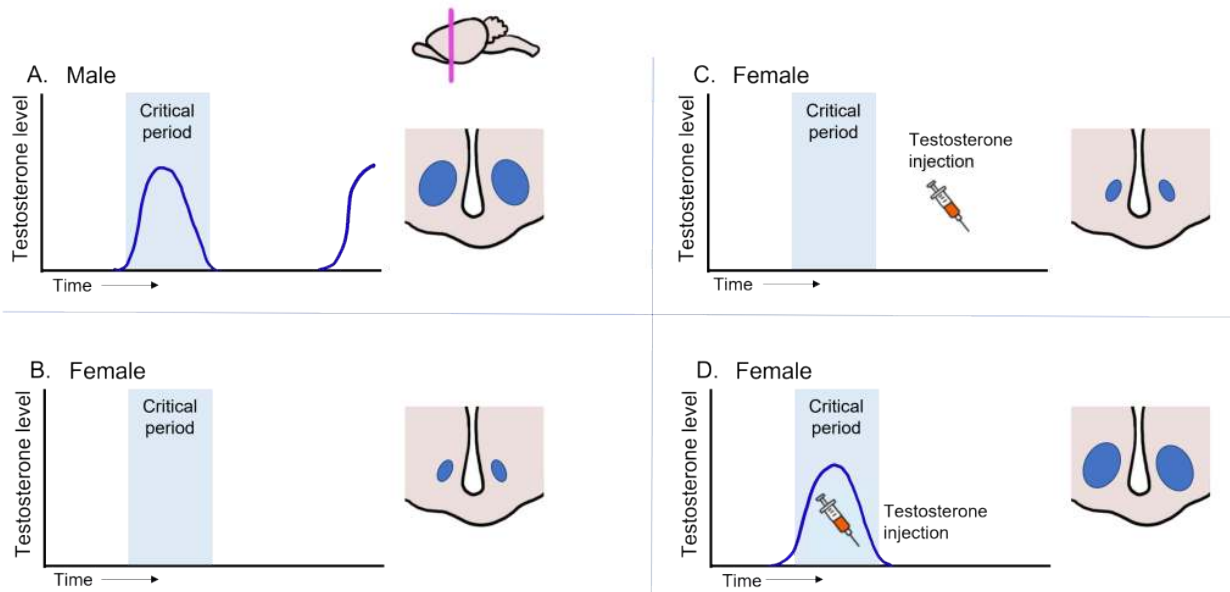 A. Male
Testosterone level
Critical
period
Time
B. Female
Testosterone level
Critical
period
Time
C. Female
Testosterone level
Critical
period
Testosterone
injection
Time
D. Female
Testosterone level
Critical
period
Testosterone
injection
Time